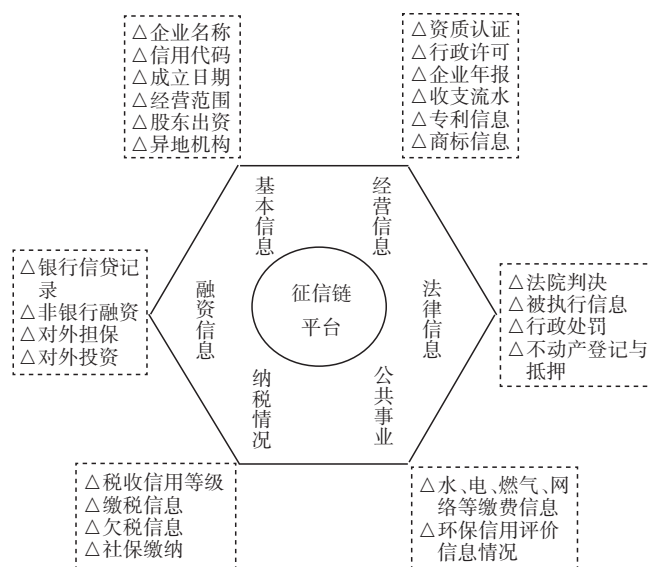 △企业名称
△信用代码
△成立日期
△经营范围
△股东出资
△异地机构
△资质认证
△行政许可
△企业年报
△收支流水
△专利信息
△商标信息
基本信息
经营信息
△银行信贷记
录
△非银行融资
△对外担保
△对外投资
融资信息
征信链
平台
法律信息
△法院判决
△被执行信息
△行政处罚
△不动产登记与
抵押
纳税情况
公共事业
△税收信用等级
△缴税信息
△欠税信息
△社保缴纳
△水、电、燃气、网
络等缴费信息
△环保信用评价
信息情况